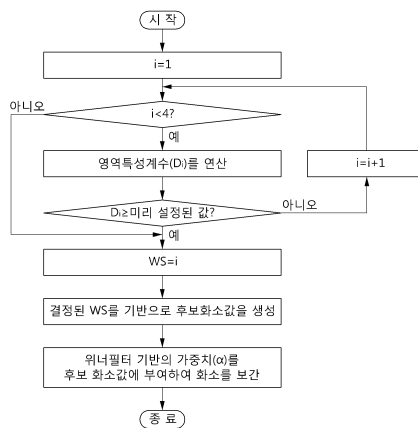 시 작
i=1
아니오
i<4?
예
영역특성계수(Di)를 연산
i=i+1
Di≥미리 설정된 값?
아니오
예
WS=i
결정된 WS를 기반으로 후보화소값을 생성
위너필터 기반의 가중치(α)를
후보 화소값에 부여하여 화소를 보간
종 료